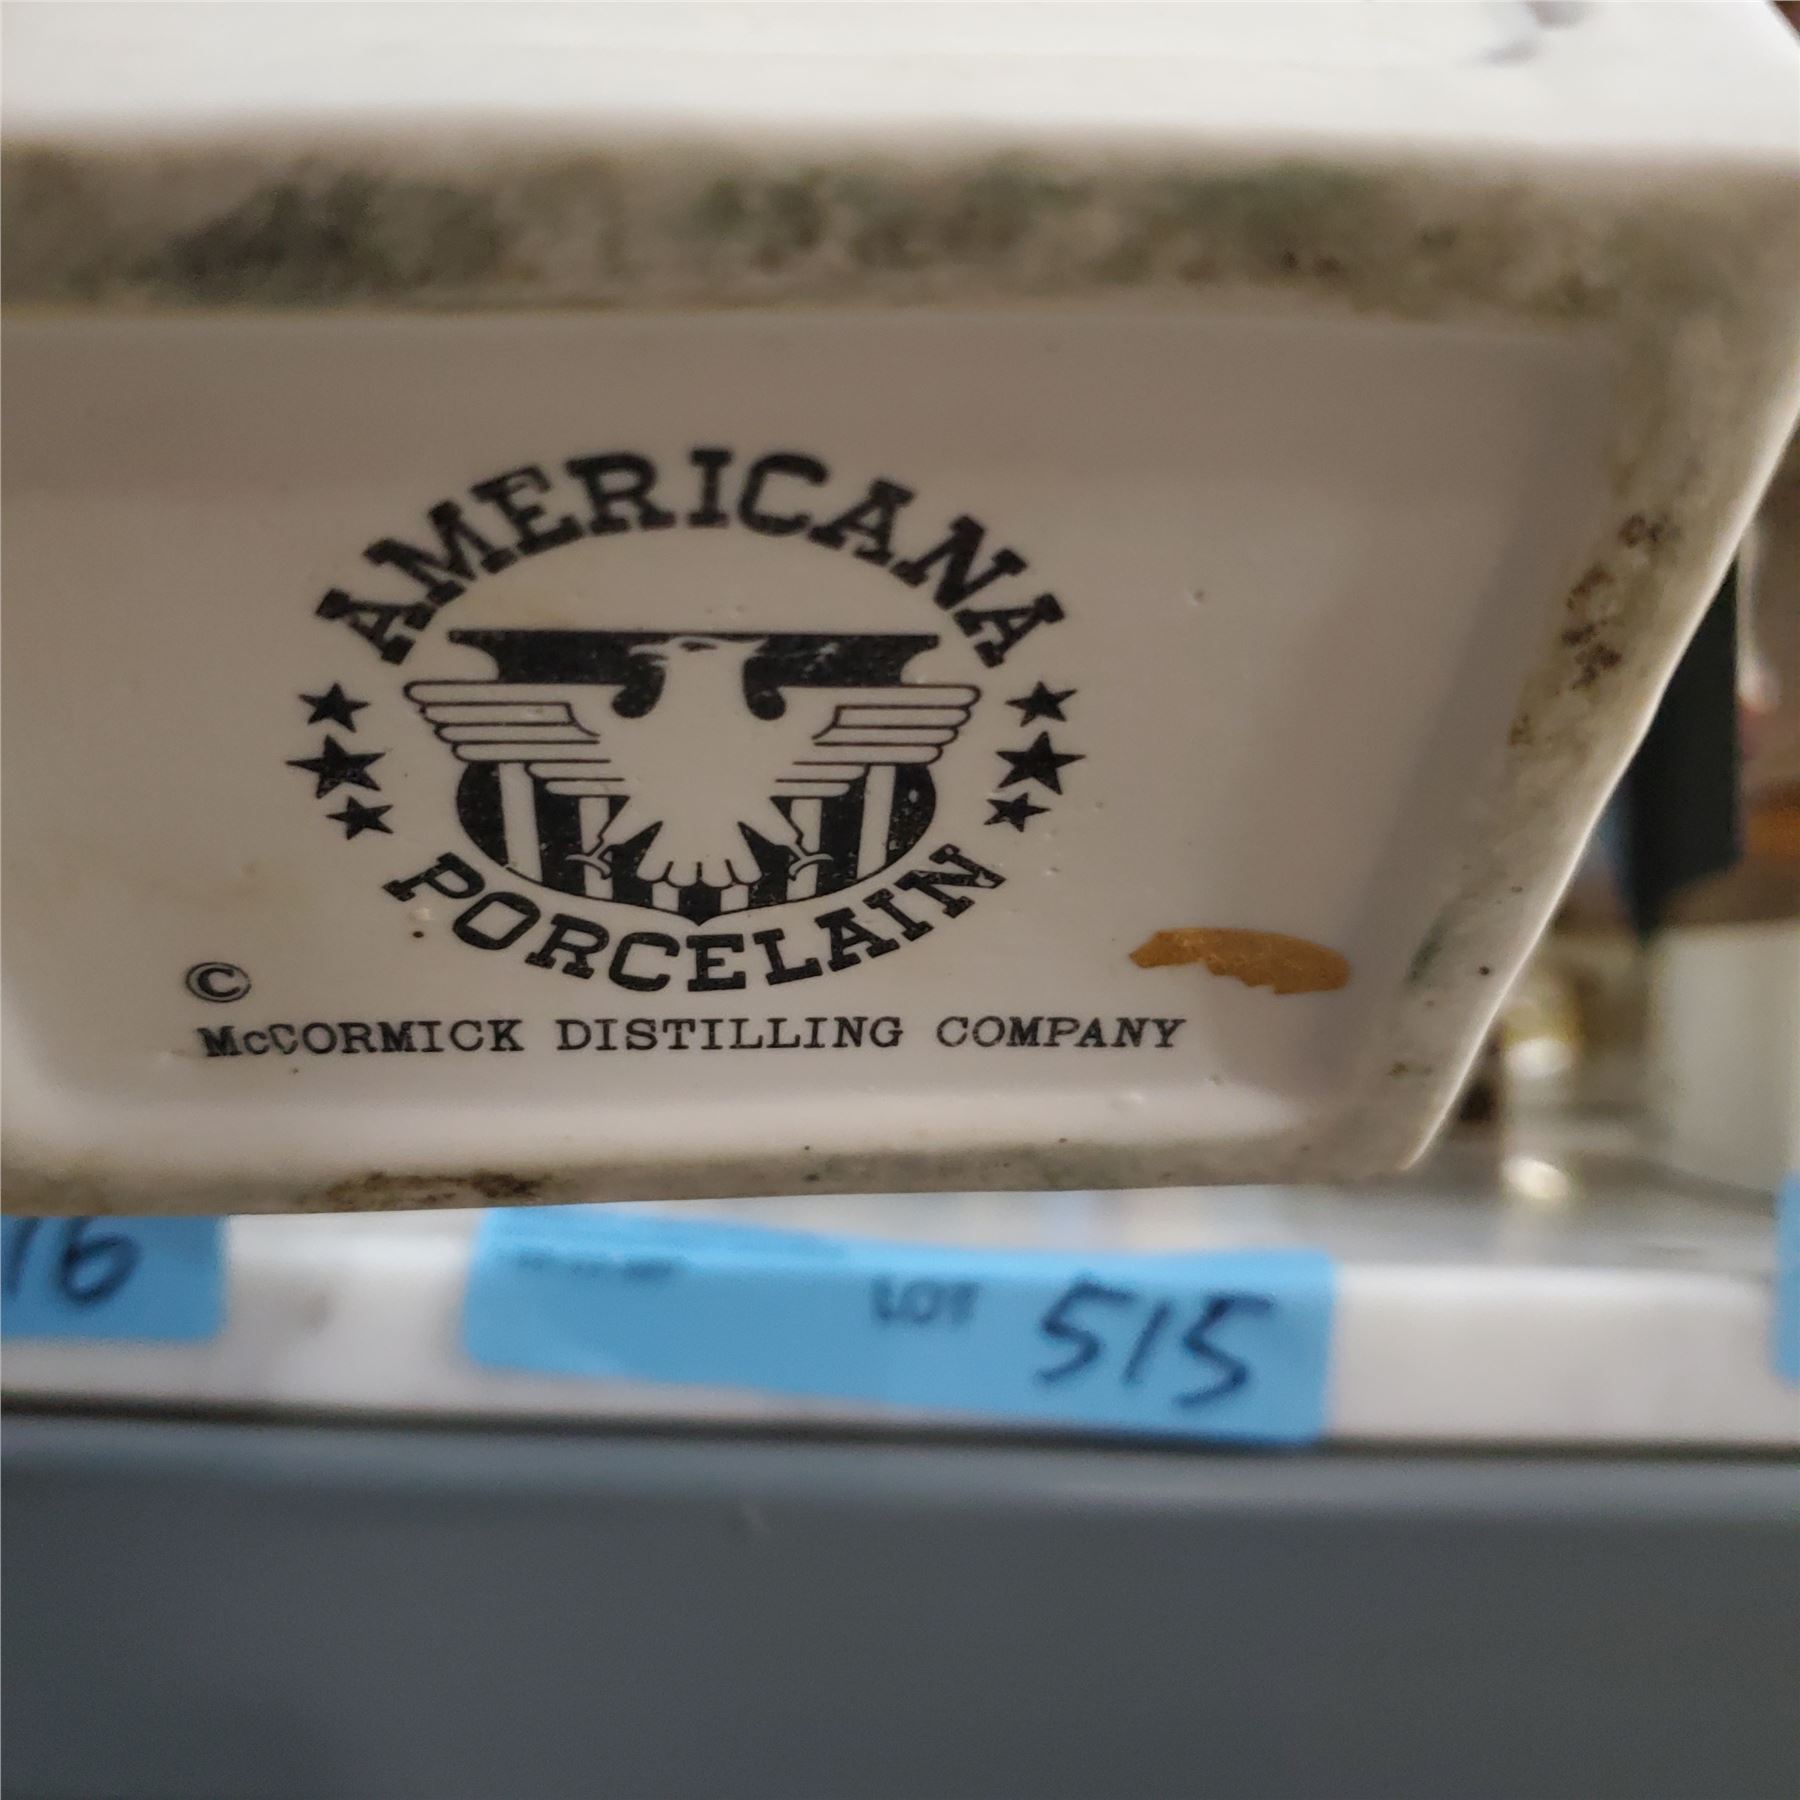 AMERICANA
PORCELAIN
©
McCORMICK DISTILLING COMPANY
16
LOT 515